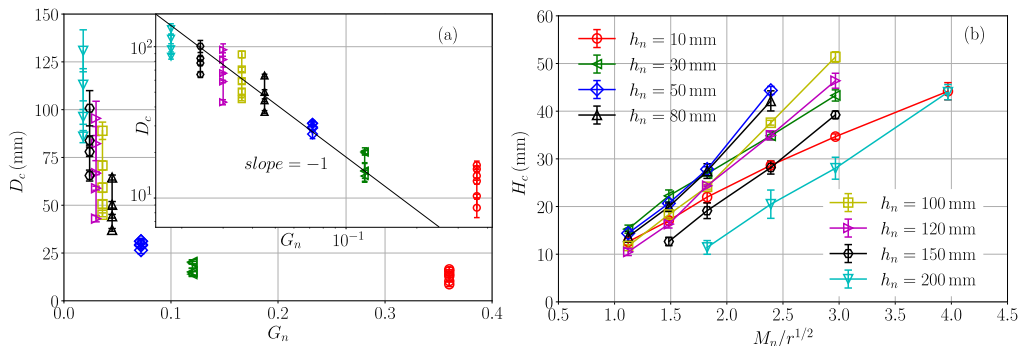 150
125
100
75
50
25
0
D_c (mm)
0.0
0.1
0.2
0.3
0.4
G_n
(a)
10^2
10^1
D_c
slope = −1
G_n
10^{-1}
60
50
40
30
20
10
0
H_c (mm)
0.5
1.0
1.5
2.0
2.5
3.0
3.5
4.0
4.5
M_n/r^{1/2}
(b)
h_n = 10 mm
h_n = 30 mm
h_n = 50 mm
h_n = 80 mm
h_n = 100 mm
h_n = 120 mm
h_n = 150 mm
h_n = 200 mm